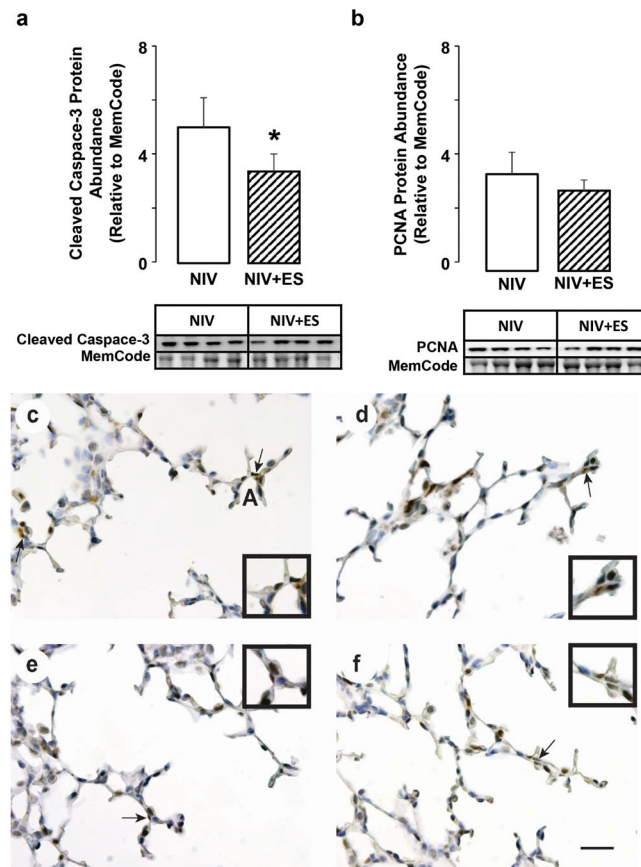 a
8
4
0
Cleaved Caspace-3 Protein
Abundance
(Relative to MemCode)
*
NIV
NIV+ES
NIV
NIV+ES
Cleaved Caspace-3
MemCode
b
8
4
0
PCNA Protein Abundance
(Relative to MemCode)
NIV
NIV+ES
NIV
NIV+ES
PCNA
MemCode
c
A
d
e
f